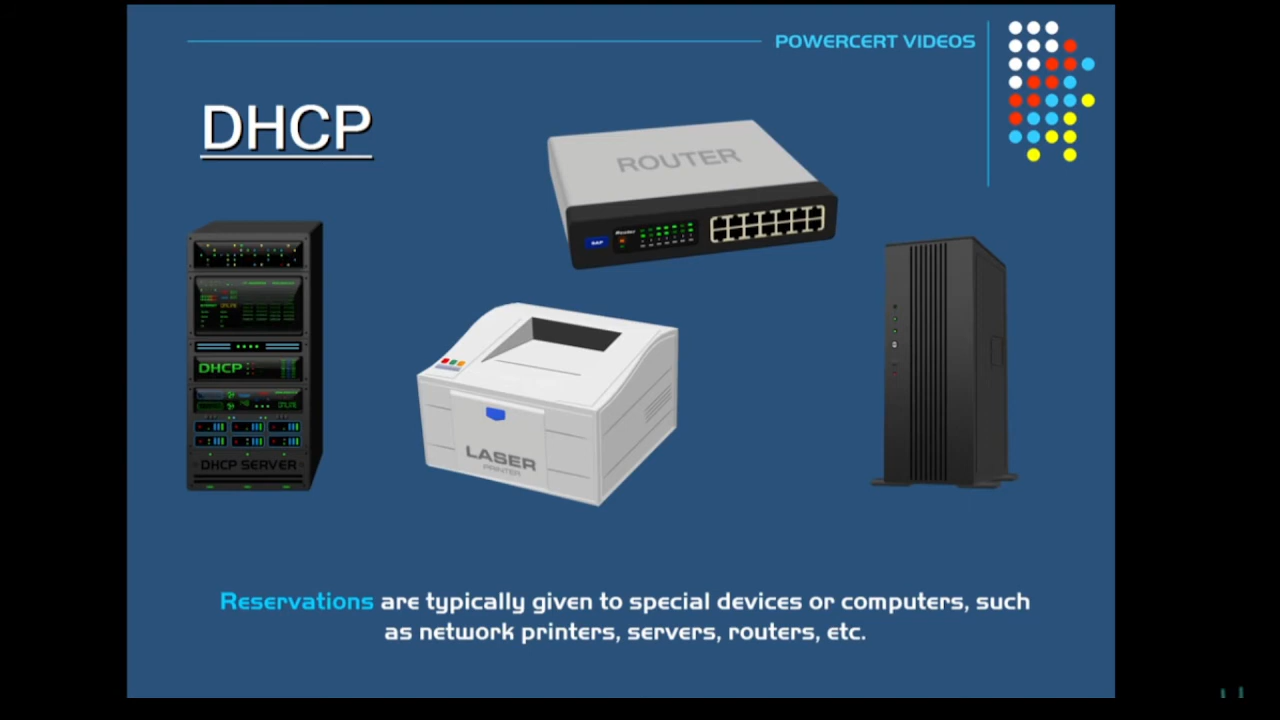 POWERCERT VIDEOS
DHCP
ROUTER
Router
DHCP
DHCP SERVER
LASER
PRINTER
Reservations are typically given to special devices or computers, such
as network printers, servers, routers, etc.